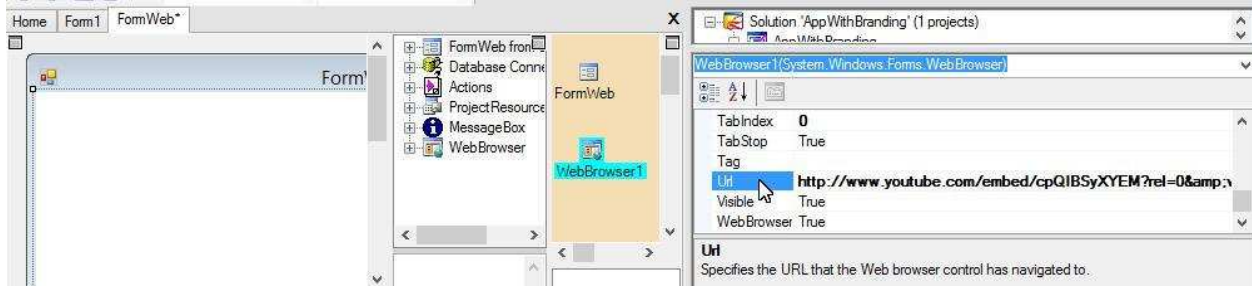 Home Form1 FormWeb* X
Form
FormWeb from
Database Conne
Actions
ProjectResource
MessageBox
WebBrowser
FormWeb
WebBrowser1
Solution 'AppWithBranding' (1 projects)
AppWithBranding
WebBrowser1(System.Windows.Forms.WebBrowser)
TabIndex 0
TabStop True
Tag
Url http://www.youtube.com/embed/cpQIBSyXYEM?rel=0&amp;v
Visible True
WebBrowser True
Url
Specifies the URL that the Web browser control has navigated to.